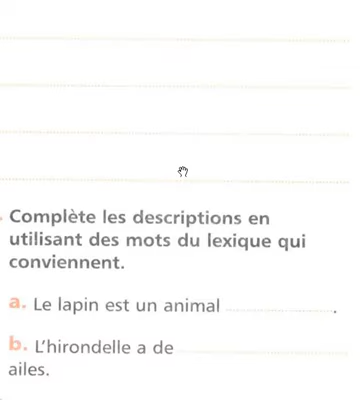 Complète les descriptions en
utilisant des mots du lexique qui
conviennent.
a. Le lapin est un animal ................ .
b. L'hirondelle a de ................
ailes.